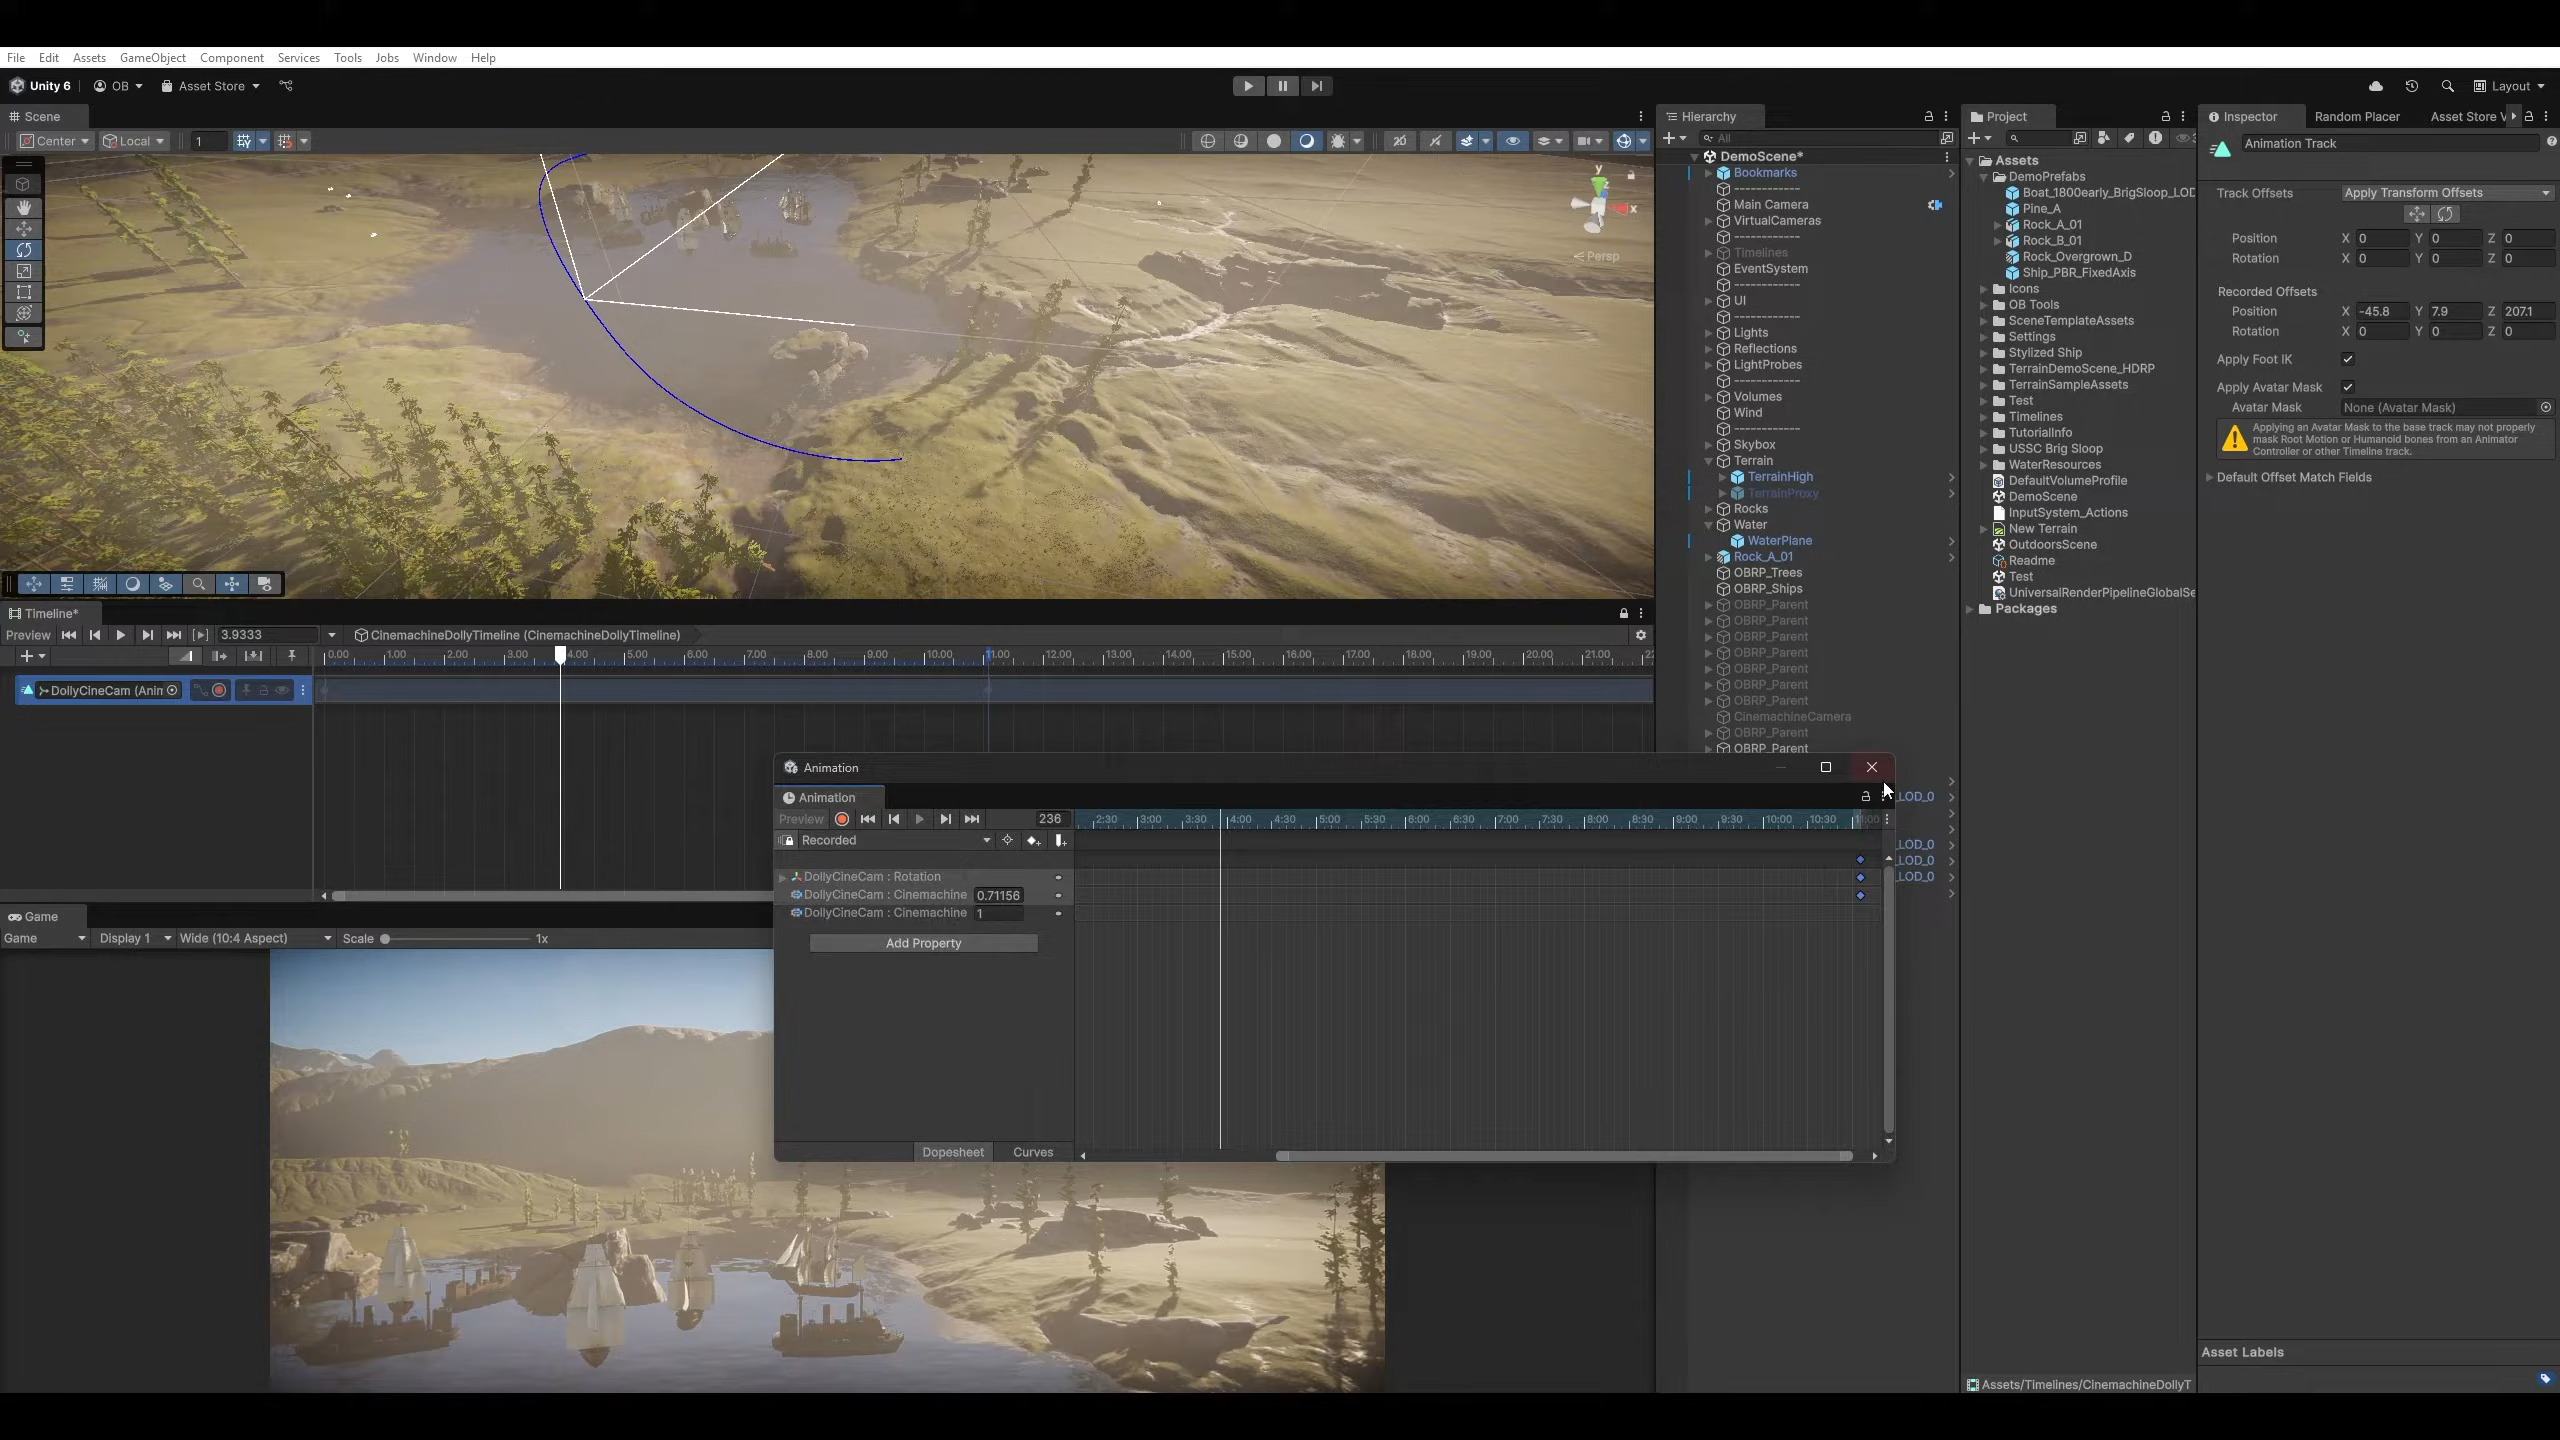 File Edit Assets GameObject Component Services Tools Jobs Window Help
Unity 6 OB Asset Store Layout
Scene
Center Local 1
y
x
Persp
Timeline*
Preview 3.9333 CinemachineDollyTimeline (CinemachineDollyTimeline)
0.00 1.00 2.00 3.00 4.00 5.00 6.00 7.00 8.00 9.00 10.00 11.00 12.00 13.00 14.00 15.00 16.00 17.00 18.00 19.00 20.00 21.00 22
DollyCineCam (Anim
Game
Game Display 1 Wide (10:4 Aspect) Scale 1x
Animation
Animation
Preview 236 2:30 3:00 3:30 4:00 4:30 5:00 5:30 6:00 6:30 7:00 7:30 8:00 8:30 9:00 9:30 10:00 10:30 11:00
Recorded
DollyCineCam : Rotation
DollyCineCam : Cinemachine 0.71156
DollyCineCam : Cinemachine 1
Add Property
Dopesheet Curves
Hierarchy
All
DemoScene*
Bookmarks
------------
Main Camera
VirtualCameras
------------
Timelines
EventSystem
------------
UI
------------
Lights
Reflections
LightProbes
------------
Volumes
Wind
------------
Skybox
Terrain
TerrainHigh
TerrainProxy
Rocks
Water
WaterPlane
Rock_A_01
OBRP_Trees
OBRP_Ships
OBRP_Parent
OBRP_Parent
OBRP_Parent
OBRP_Parent
OBRP_Parent
OBRP_Parent
OBRP_Parent
CinemachineCamera
OBRP_Parent
OBRP_Parent
_LOD_0
_LOD_0
_LOD_0
_LOD_0
Project
Assets
DemoPrefabs
Boat_1800early_BrigSloop_LOD
Pine_A
Rock_A_01
Rock_B_01
Rock_Overgrown_D
Ship_PBR_FixedAxis
Icons
OB Tools
SceneTemplateAssets
Settings
Stylized Ship
TerrainDemoScene_HDRP
TerrainSampleAssets
Test
Timelines
TutorialInfo
USSC Brig Sloop
WaterResources
DefaultVolumeProfile
DemoScene
InputSystem_Actions
New Terrain
OutdoorsScene
Readme
Test
UniversalRenderPipelineGlobalSe
Packages
Assets/Timelines/CinemachineDollyT
Inspector Random Placer Asset Store V
Animation Track
Track Offsets Apply Transform Offsets
Position X 0 Y 0 Z 0
Rotation X 0 Y 0 Z 0
Recorded Offsets
Position X -45.8 Y 7.9 Z 207.1
Rotation X 0 Y 0 Z 0
Apply Foot IK
Apply Avatar Mask
Avatar Mask None (Avatar Mask)
Applying an Avatar Mask to the base track may not properly
mask Root Motion or Humanoid bones from an Animator
Controller or other Timeline track.
Default Offset Match Fields
Asset Labels